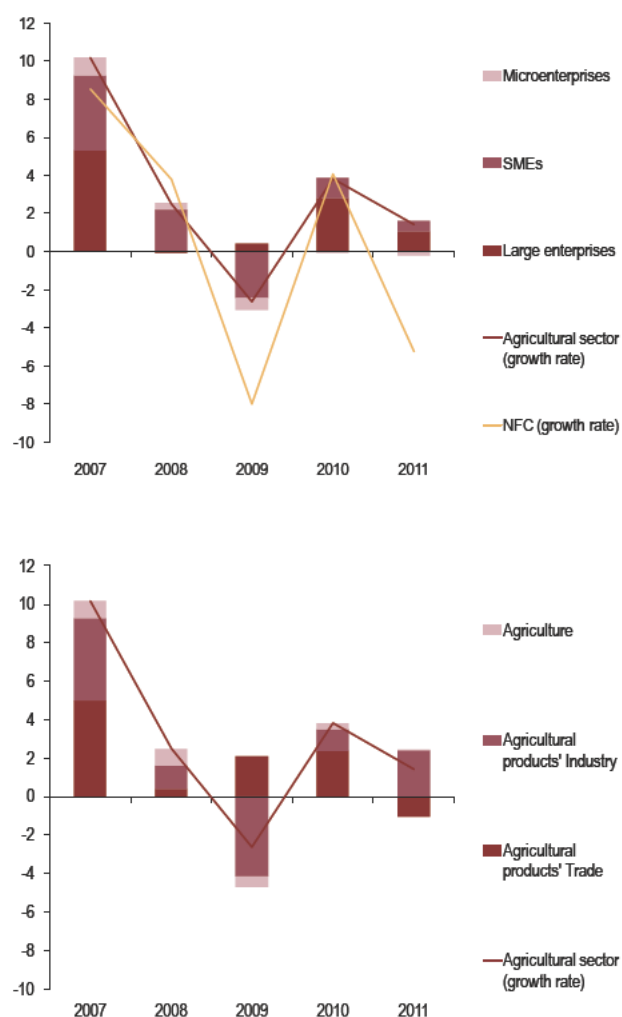 12
10
8
6
4
2
0
-2
-4
-6
-8
-10
2007 2008 2009 2010 2011
Microenterprises
SMEs
Large enterprises
Agricultural sector
(growth rate)
NFC (growth rate)
12
10
8
6
4
2
0
-2
-4
-6
-8
-10
2007 2008 2009 2010 2011
Agriculture
Agricultural
products' Industry
Agricultural
products' Trade
Agricultural sector
(growth rate)